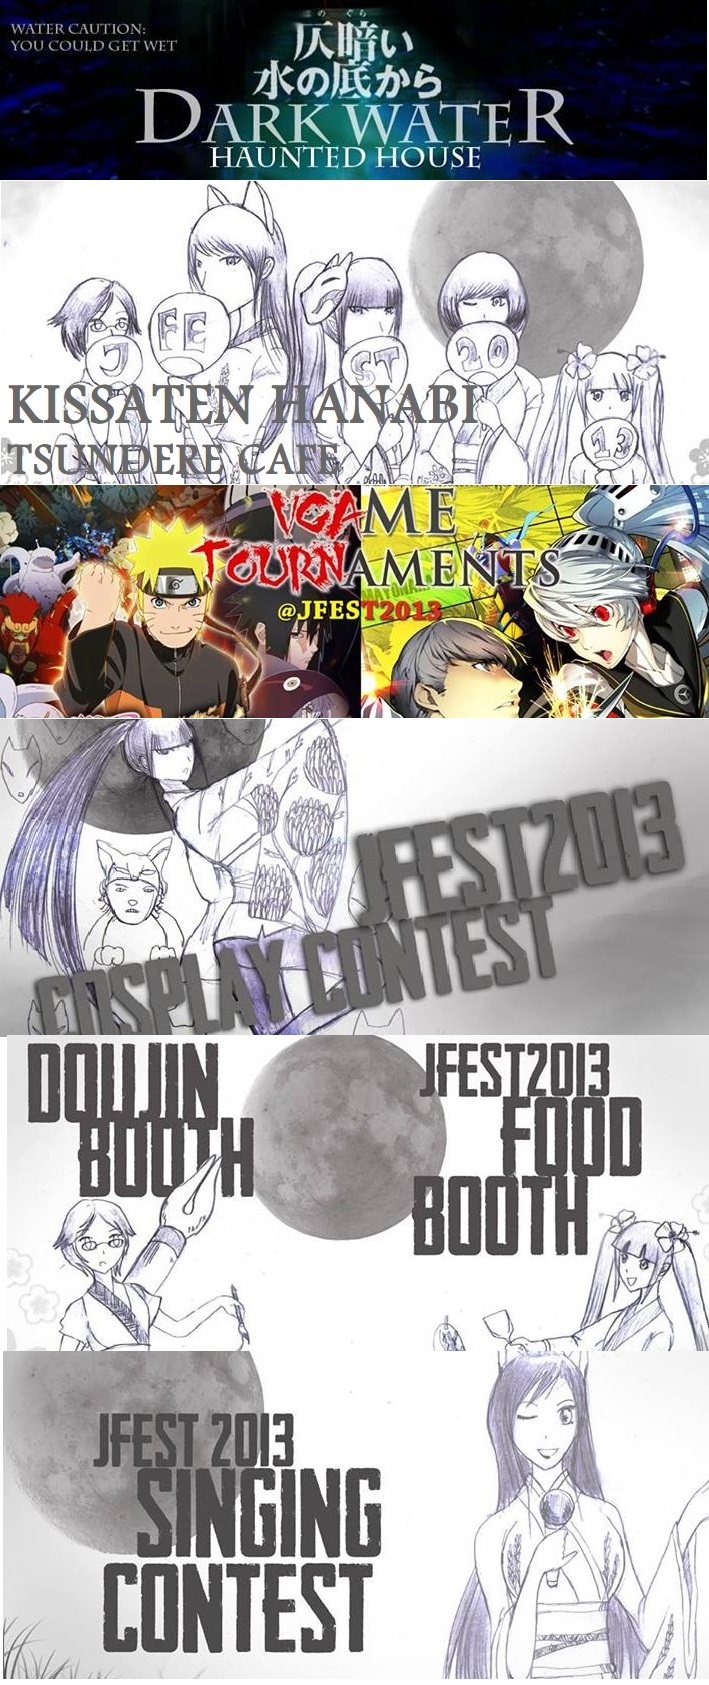 WATER CAUTION:
YOU COULD GET WET
仄暗い
水の底から
DARK WATER
HAUNTED HOUSE
J FE ST 20 13
KISSATEN HANABI
TSUNDERE CAFE
VGAME
TOURNAMENTS
@JFEST2013
JFEST2013
COSPLAY CONTEST
DOUJIN
BOOTH
JFEST2013
FOOD
BOOTH
JFEST 2013
SINGING
CONTEST